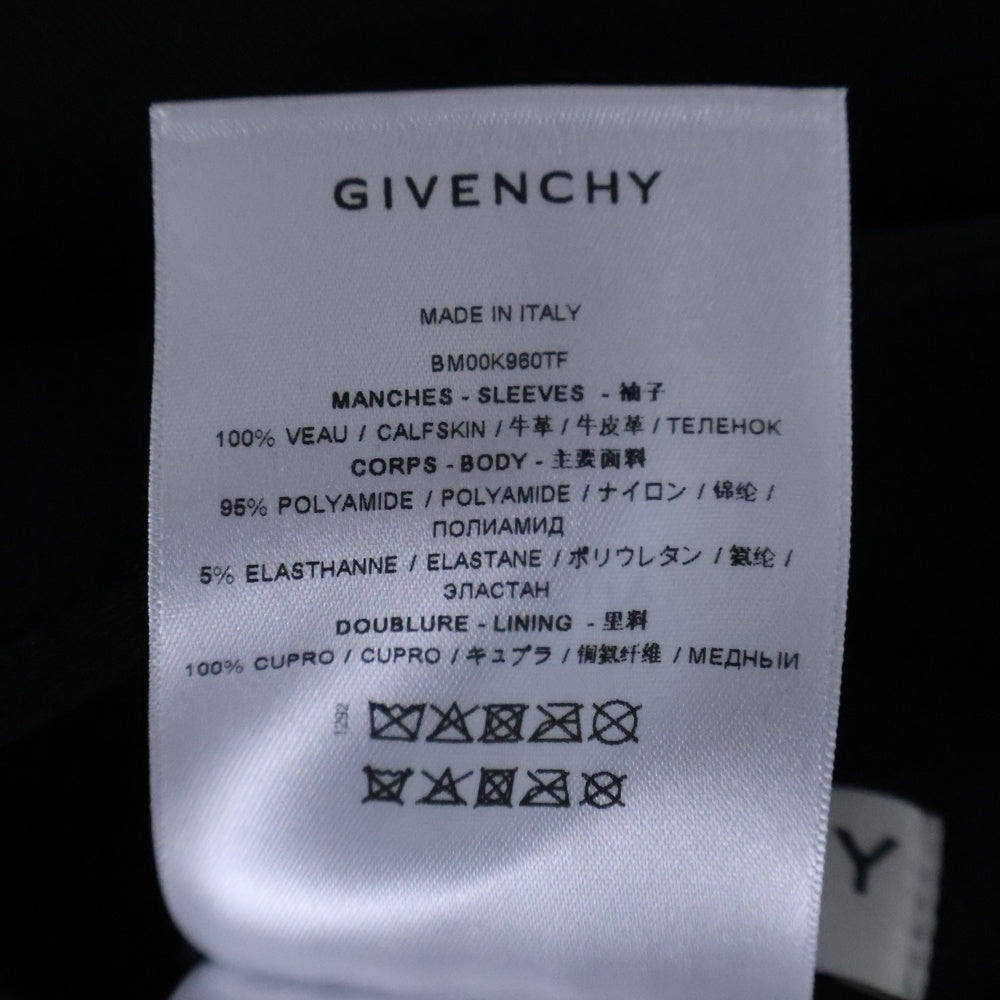 GIVENCHY
MADE IN ITALY
BM00K960TF
MANCHES - SLEEVES - 袖子
100% VEAU / CALFSKIN / 牛革 / 牛皮革 / ТЕЛЕНОК
CORPS - BODY - 主要面料
95% POLYAMIDE / POLYAMIDE / ナイロン / 锦纶 /
ПОЛИАМИД
5% ELASTHANNE / ELASTANE / ポリウレタン / 氨纶 /
ЭЛАСТАН
DOUBLURE - LINING - 里料
100% CUPRO / CUPRO / キュプラ / 铜氨纤维 / МЕДНЫЙ
1292
Y